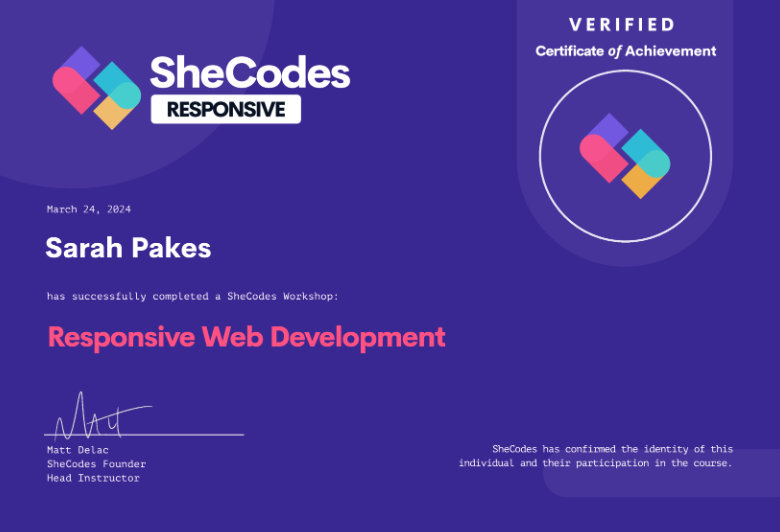 SheCodes
RESPONSIVE
VERIFIED
Certificate of Achievement
March 24, 2024
Sarah Pakes
has successfully completed a SheCodes Workshop:
Responsive Web Development
Matt
Matt Delac
SheCodes Founder
Head Instructor
SheCodes has confirmed the identity of this
individual and their participation in the course.